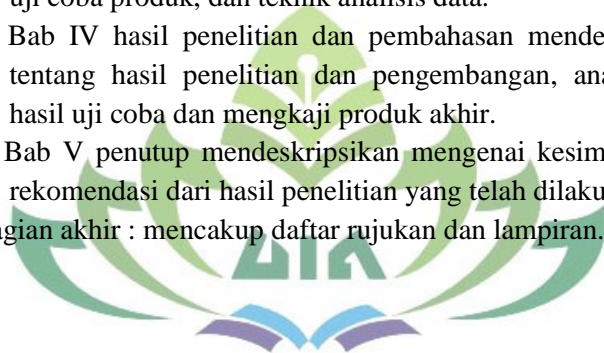 uji coba produk, dan teknik analisis data.
Bab IV hasil penelitian dan pembahasan mende
tentang hasil penelitian dan pengembangan, ana
hasil uji coba dan mengkaji produk akhir.
Bab V penutup mendeskripsikan mengenai kesim
rekomendasi dari hasil penelitian yang telah dilaku
agian akhir : mencakup daftar rujukan dan lampiran.